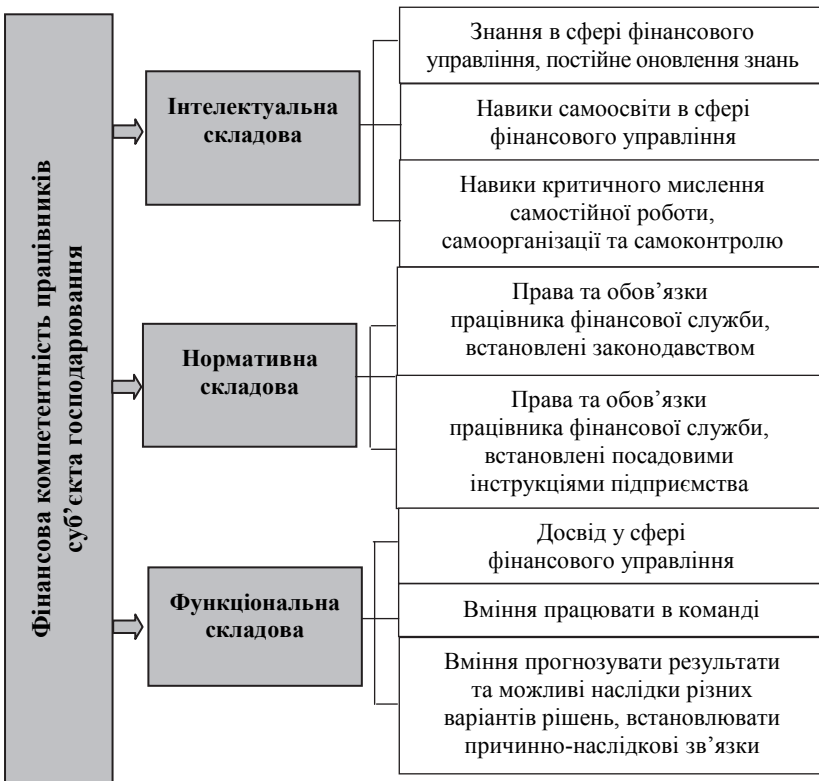 Фінансова компетентність працівників
суб’єкта господарювання
Інтелектуальна
складова
Знання в сфері фінансового
управління, постійне оновлення знань
Навики самоосвіти в сфері
фінансового управління
Навики критичного мислення
самостійної роботи,
самоорганізації та самоконтролю
Нормативна
складова
Права та обов’язки
працівника фінансової служби,
встановлені законодавством
Права та обов’язки
працівника фінансової служби,
встановлені посадовими
інструкціями підприємства
Функціональна
складова
Досвід у сфері
фінансового управління
Вміння працювати в команді
Вміння прогнозувати результати
та можливі наслідки різних
варіантів рішень, встановлювати
причинно-наслідкові зв’язки